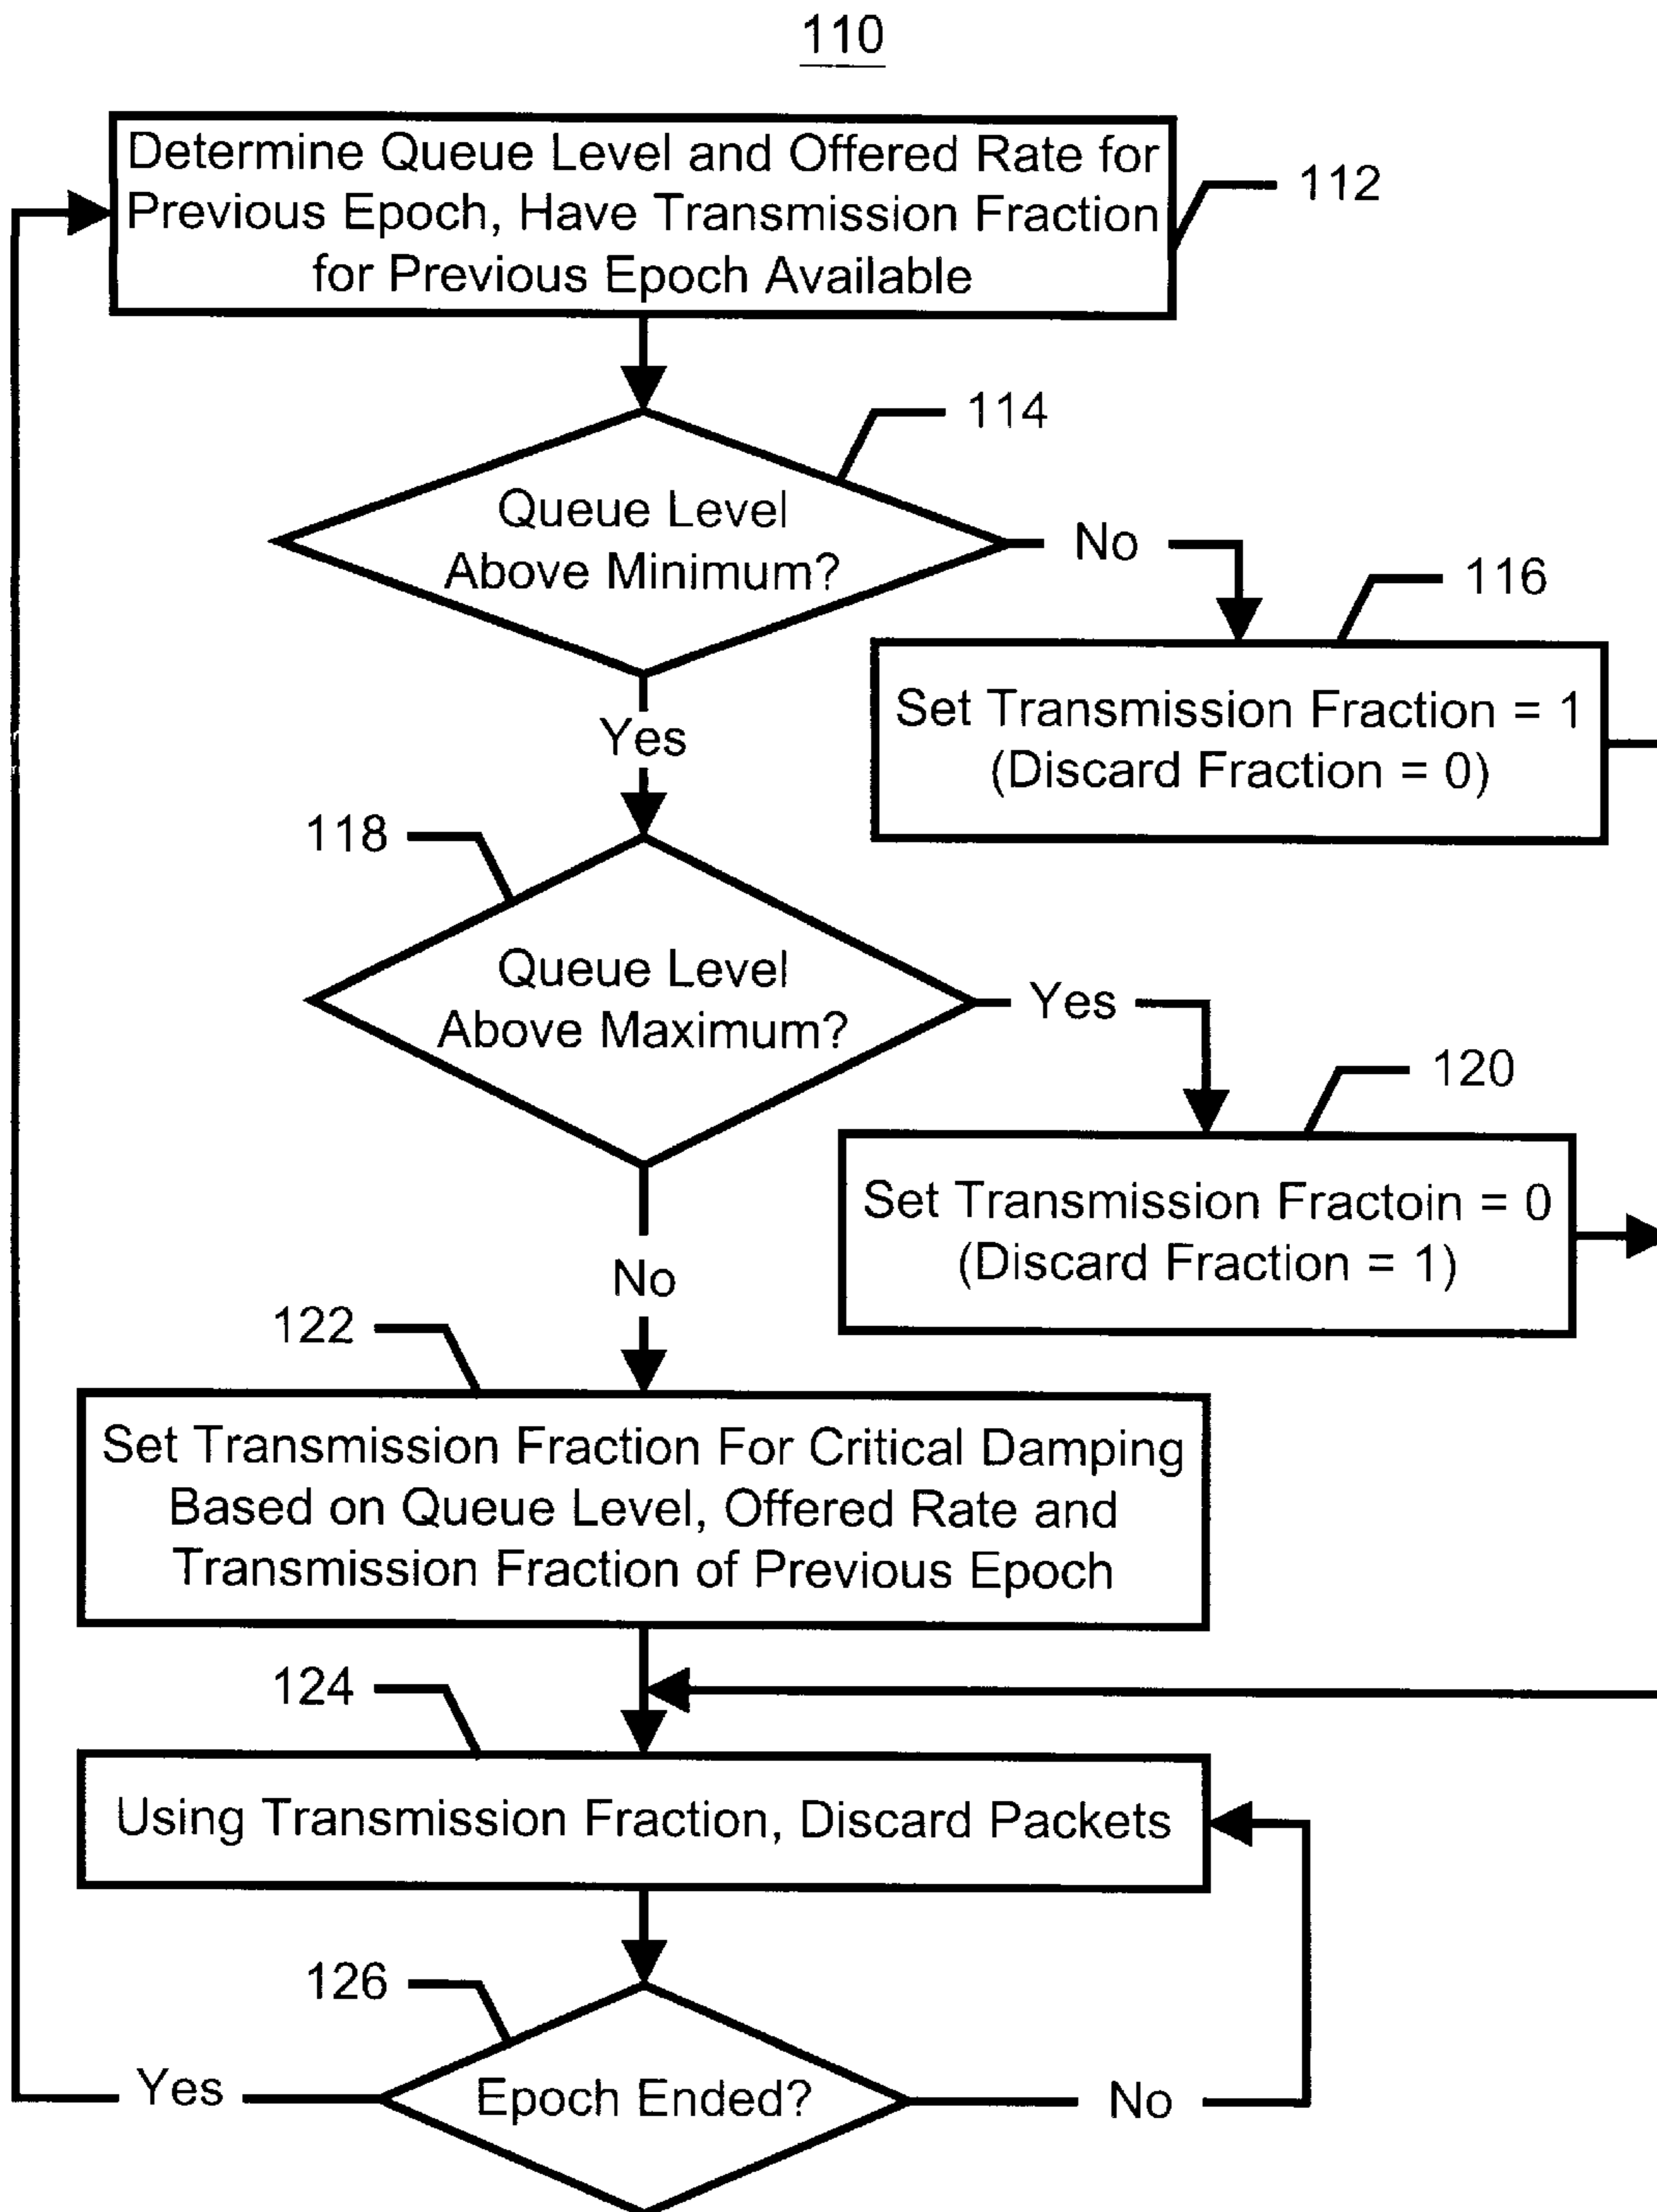 110
Determine Queue Level and Offered Rate for
Previous Epoch, Have Transmission Fraction
for Previous Epoch Available
112
114
Queue Level
Above Minimum?
No
116
Set Transmission Fraction = 1
(Discard Fraction = 0)
Yes
118
Queue Level
Above Maximum?
Yes
120
Set Transmission Fractoin = 0
(Discard Fraction = 1)
No
122
Set Transmission Fraction For Critical Damping
Based on Queue Level, Offered Rate and
Transmission Fraction of Previous Epoch
124
Using Transmission Fraction, Discard Packets
126
Epoch Ended?
Yes
No